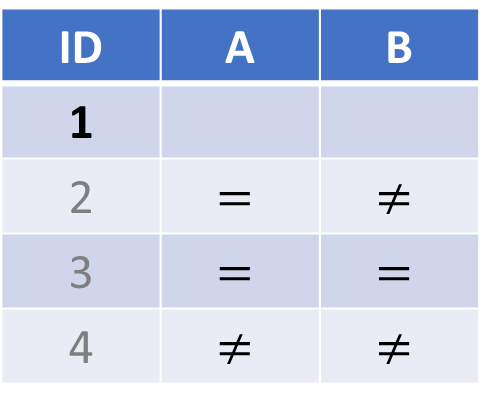 ID A B
1
2 = ≠
3 = =
4 ≠ ≠